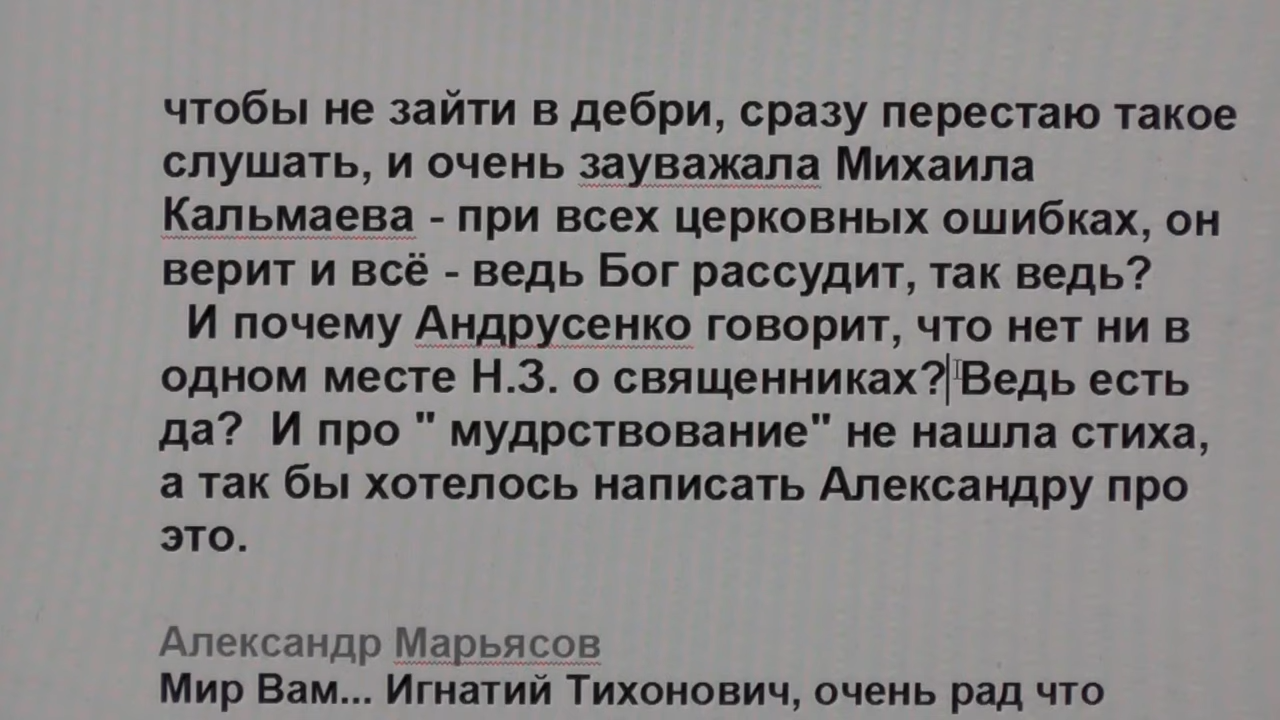 чтобы не зайти в дебри, сразу перестаю такое
слушать, и очень зауважала Михаила
Кальмаева - при всех церковных ошибках, он
верит и всё - ведь Бог рассудит, так ведь?
И почему Андрусенко говорит, что нет ни в
одном месте Н.З. о священниках? Ведь есть
да? И про " мудрствование" не нашла стиха,
а так бы хотелось написать Александру про
это.
Александр Марьясов
Мир Вам... Игнатий Тихонович, очень рад что